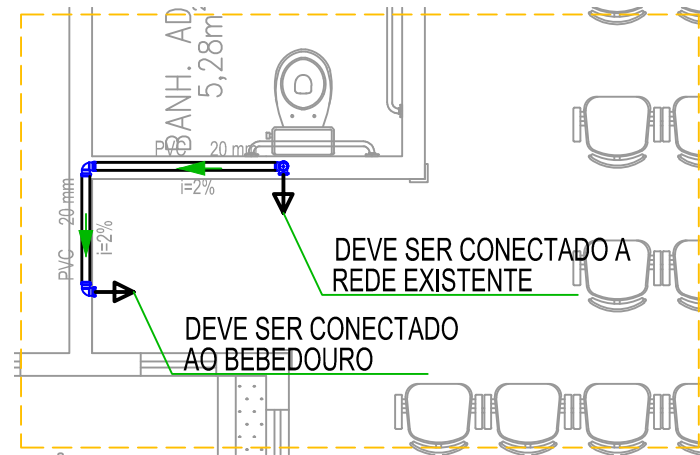 BANH. AD
5,28m²
PVC 20 mm
i=2%
PVC 20 mm
i=2%
DEVE SER CONECTADO A
REDE EXISTENTE
DEVE SER CONECTADO
AO BEBEDOURO